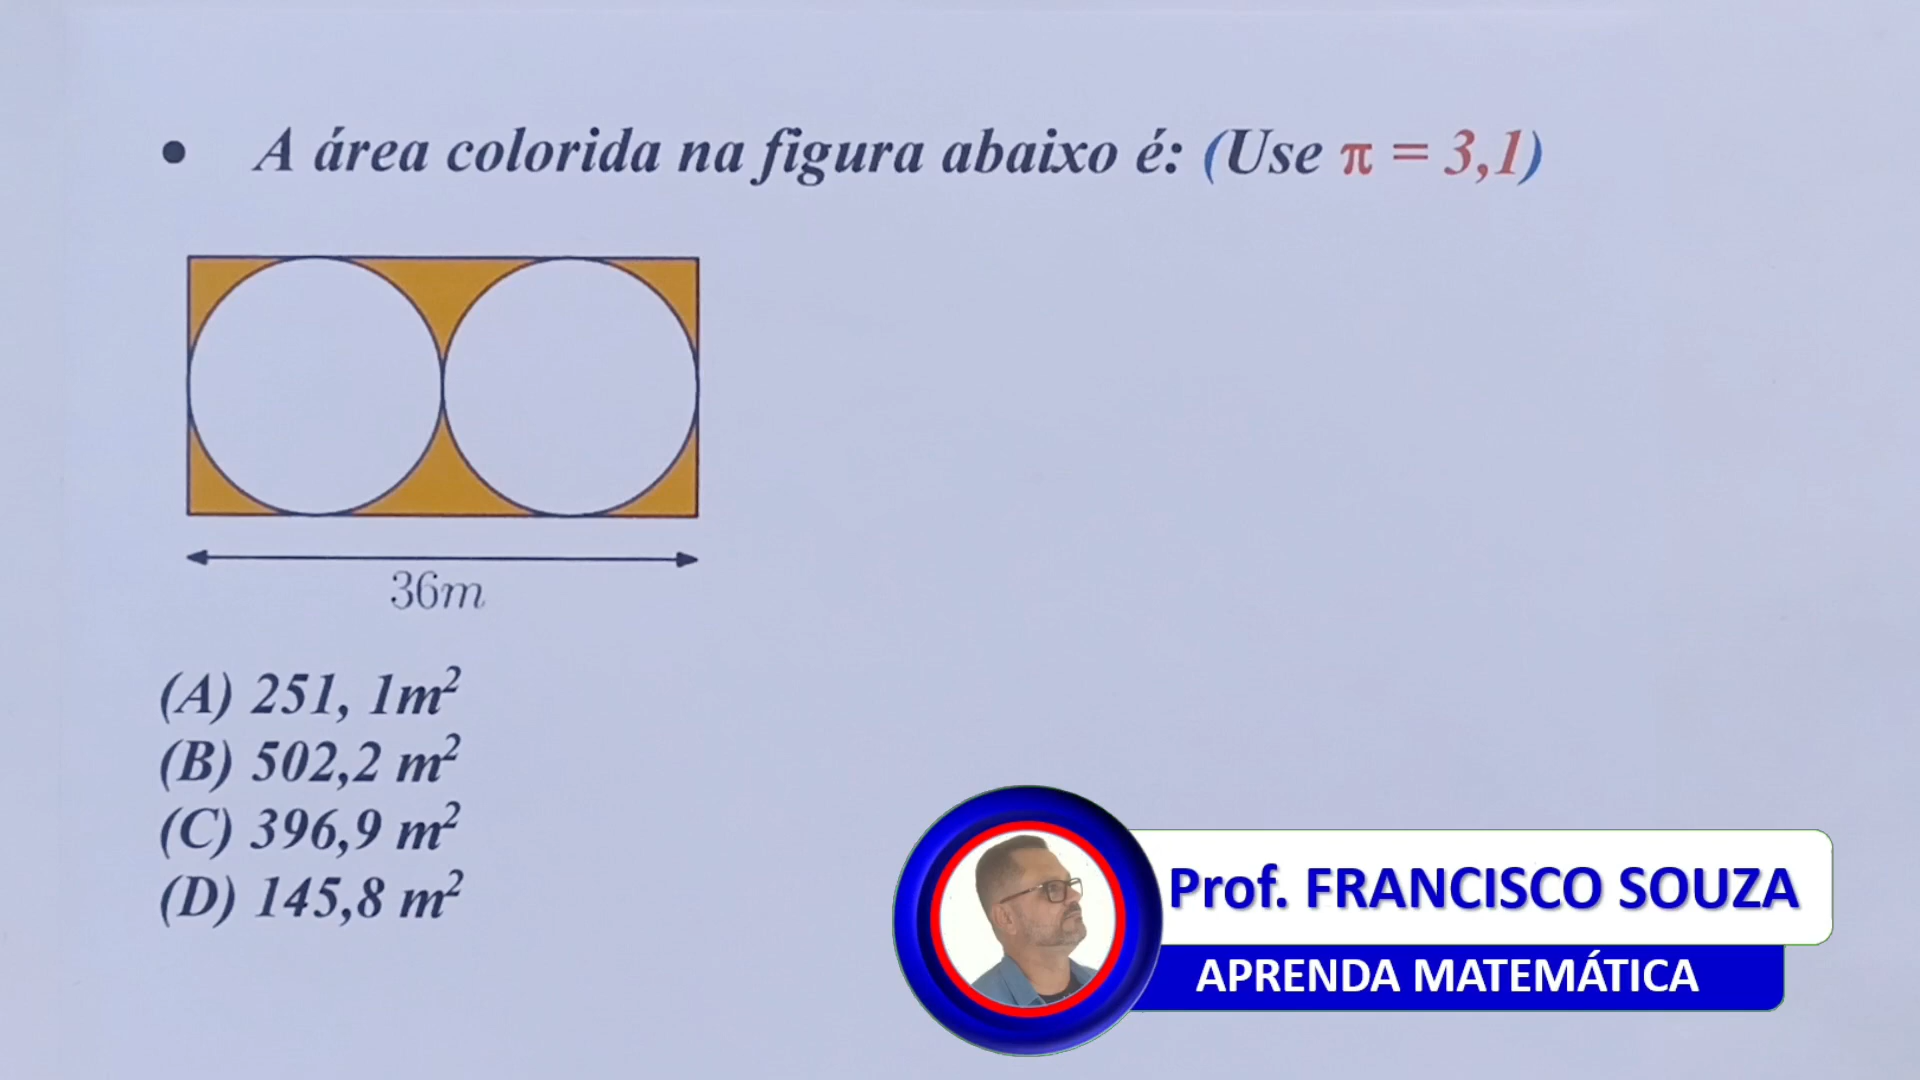 • A área colorida na figura abaixo é: (Use π = 3,1)
36m
(A) 251, 1m²
(B) 502,2 m²
(C) 396,9 m²
(D) 145,8 m²
Prof. FRANCISCO SOUZA
APRENDA MATEMÁTICA